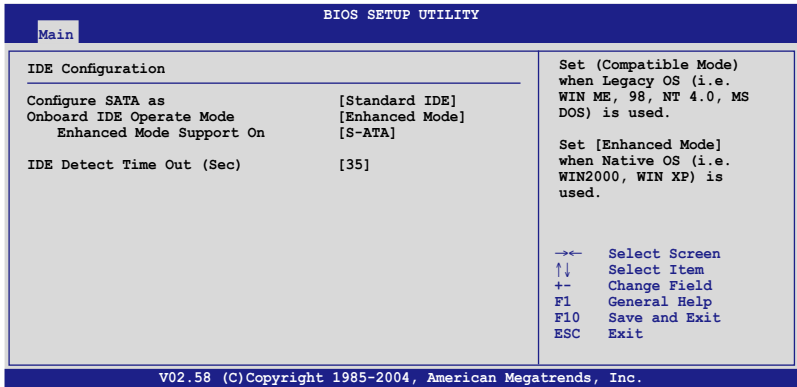 BIOS SETUP UTILITY
Main
IDE Configuration
Configure SATA as [Standard IDE]
Onboard IDE Operate Mode [Enhanced Mode]
Enhanced Mode Support On [S-ATA]
IDE Detect Time Out (Sec) [35]
Set (Compatible Mode)
when Legacy OS (i.e.
WIN ME, 98, NT 4.0, MS
DOS) is used.
Set [Enhanced Mode]
when Native OS (i.e.
WIN2000, WIN XP) is
used.
→← Select Screen
↑↓ Select Item
+- Change Field
F1 General Help
F10 Save and Exit
ESC Exit
V02.58 (C)Copyright 1985-2004, American Megatrends, Inc.